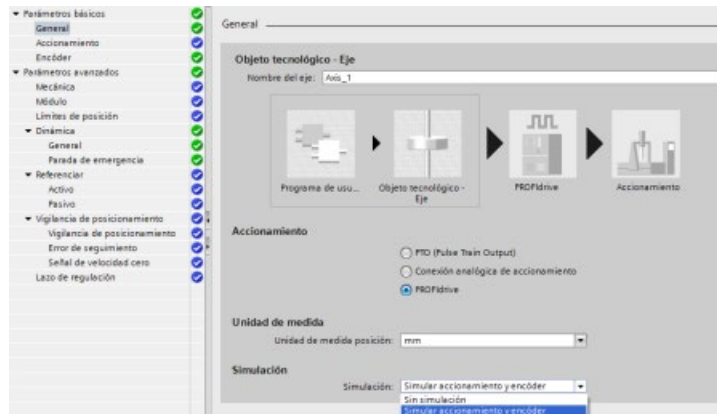 Parámetros básicos
General
Accionamiento
Encóder
Parámetros avanzados
Mecánica
Módulo
Límites de posición
Dinámica
General
Parada de emergencia
Referenciar
Activo
Pasivo
Vigilancia de posicionamiento
Vigilancia de posicionamiento
Error de seguimiento
Señal de velocidad cero
Lazo de regulación
General
Objeto tecnológico - Eje
Nombre del eje: Axis_1
Programa de usu...
Objeto tecnológico - Eje
PROFIdrive
Accionamiento
Accionamiento
PTO (Pulse Train Output)
Conexión analógica de accionamiento
PROFIdrive
Unidad de medida
Unidad de medida posición: mm
Simulación
Simulación: Simular accionamiento y encóder
Sin simulación
Simular accionamiento y encóder